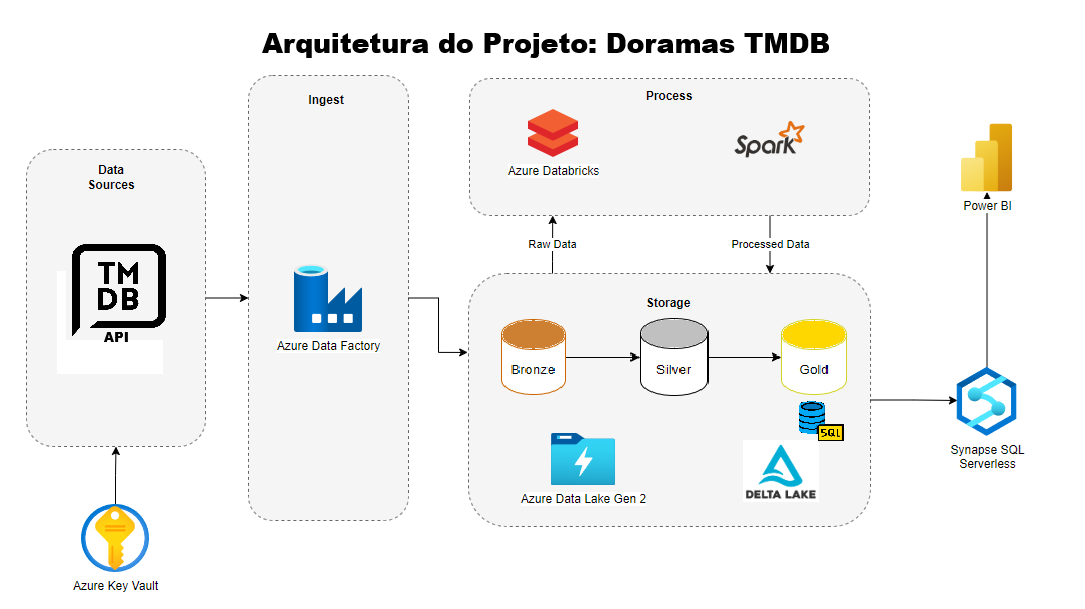 Arquitetura do Projeto: Doramas TMDB
Data
Sources
TM
DB
API
Azure Key Vault
Ingest
Azure Data Factory
Process
Azure Databricks
Spark
Raw Data
Processed Data
Storage
Bronze
Silver
Gold
SQL
Azure Data Lake Gen 2
DELTA LAKE
Power BI
Synapse SQL
Serverless